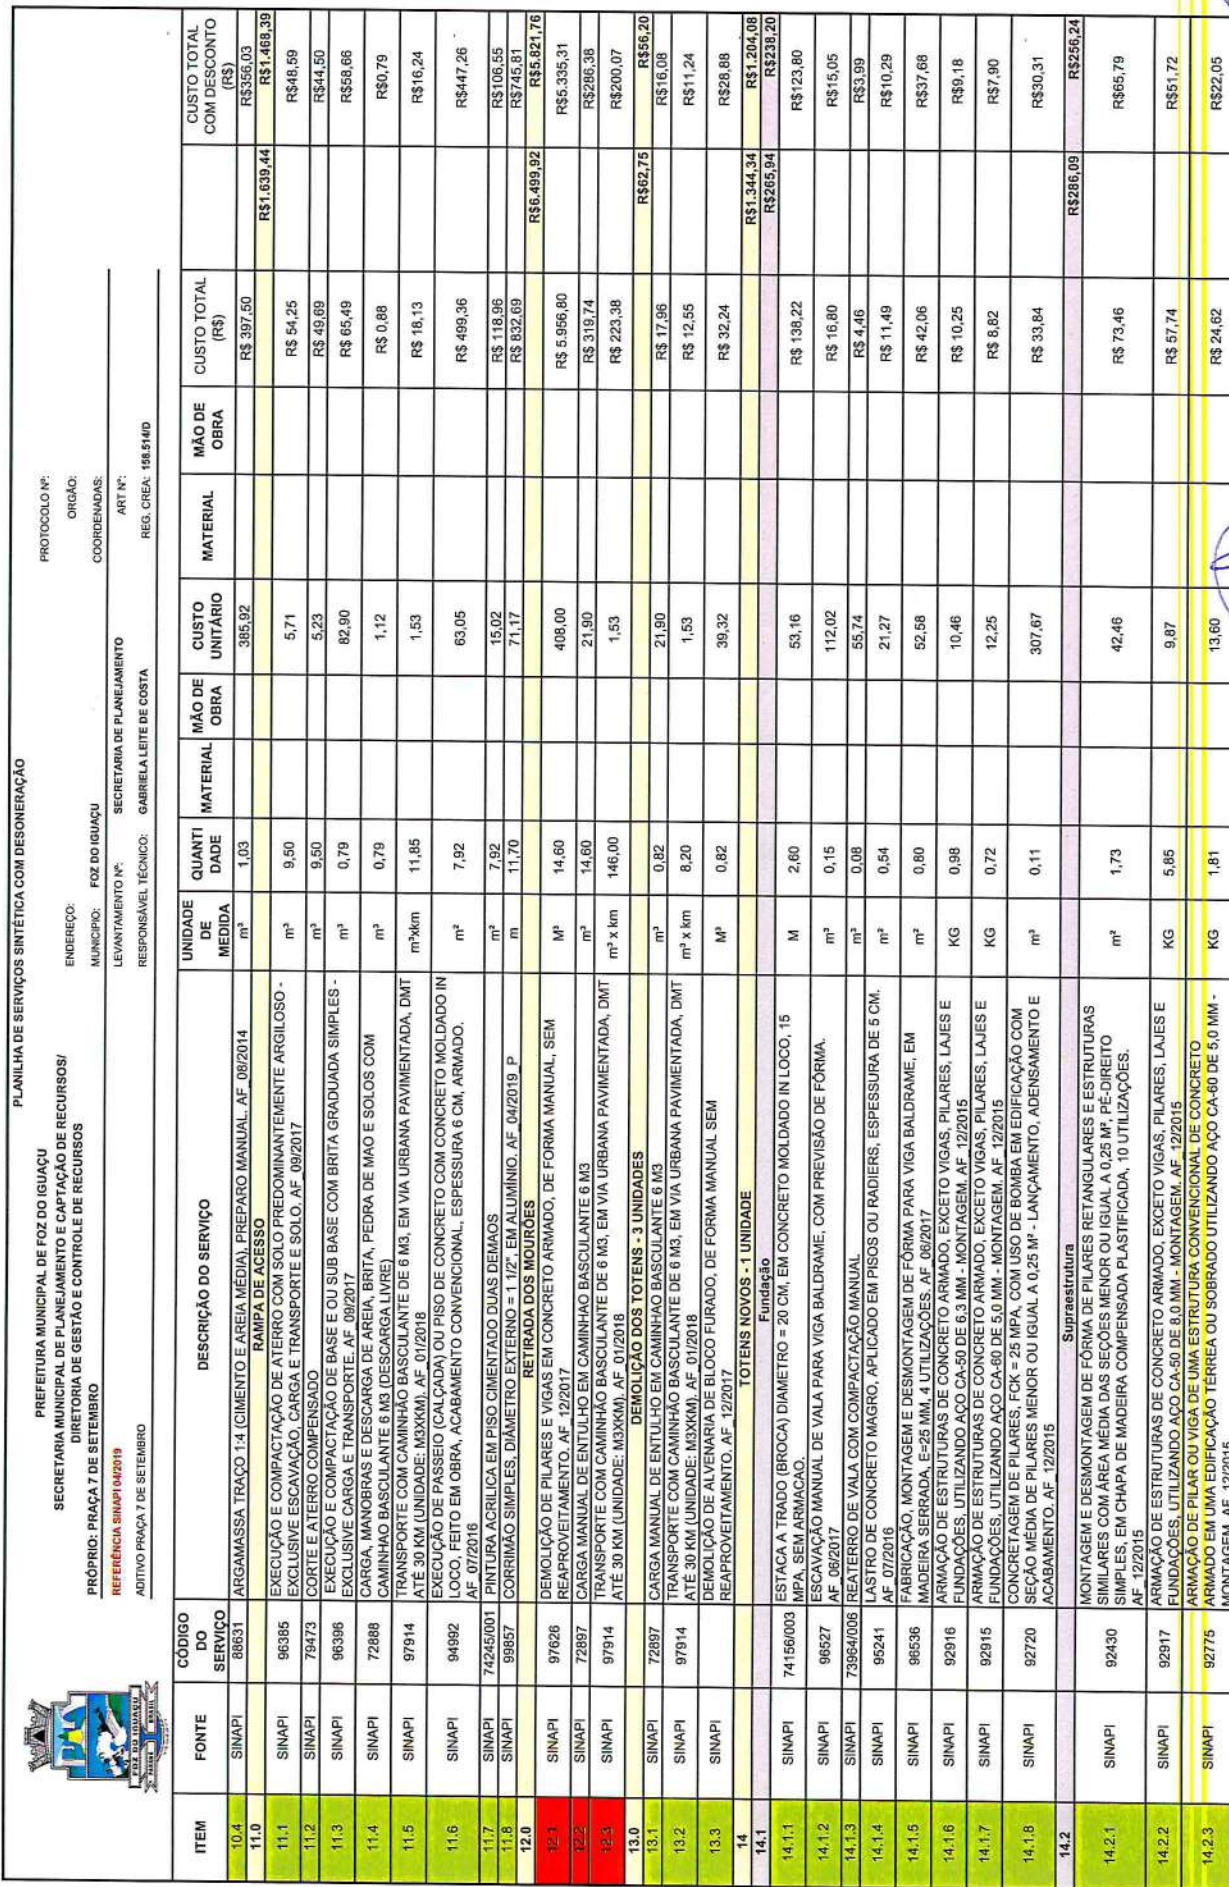 PLANILHA DE SERVIÇOS SINTÉTICA COM DESONERAÇÃO
PREFEITURA MUNICIPAL DE FOZ DO IGUAÇU
SECRETARIA MUNICIPAL DE PLANEJAMENTO E CAPTAÇÃO DE RECURSOS/
DIRETORIA DE GESTÃO E CONTROLE DE RECURSOS
PRÓPRIO: PRAÇA 7 DE SETEMBRO
REFERÊNCIA SINAPI 04/2019
ADITIVO PRAÇA 7 DE SETEMBRO
ENDEREÇO:
MUNICIPIO: FOZ DO IGUAÇU
LEVANTAMENTO Nº: SECRETARIA DE PLANEJAMENTO
RESPONSÁVEL TÉCNICO: GABRIELA LEITE DE COSTA
PROTOCOLO Nº:
ORGÃO:
COORDENADAS:
ART Nº:
REG. CREA: 158.514/D
FOZ DO IGUAÇU
ITEM FONTE CÓDIGO DO SERVIÇO DESCRIÇÃO DO SERVIÇO UNIDADE DE MEDIDA QUANTI DADE MATERIAL MÃO DE OBRA CUSTO UNITÁRIO MATERIAL MÃO DE OBRA CUSTO TOTAL (R$) CUSTO TOTAL COM DESCONTO (R$)
10.4 SINAPI 88631 ARGAMASSA TRAÇO 1:4 (CIMENTO E AREIA MÉDIA), PREPARO MANUAL. AF_08/2014 m³ 1,03 385,92 R$ 397,50 R$356,03
11.0 RAMPA DE ACESSO R$1.639,44 R$1.468,39
11.1 SINAPI 96385 EXECUÇÃO E COMPACTAÇÃO DE ATERRO COM SOLO PREDOMINANTEMENTE ARGILOSO -
EXCLUSIVE ESCAVAÇÃO, CARGA E TRANSPORTE E SOLO. AF_09/2017 m³ 9,50 5,71 R$ 54,25 R$48,59
11.2 SINAPI 79473 CORTE E ATERRO COMPENSADO m³ 9,50 5,23 R$ 49,69 R$44,50
11.3 SINAPI 96396 EXECUÇÃO E COMPACTAÇÃO DE BASE E OU SUB BASE COM BRITA GRADUADA SIMPLES -
EXCLUSIVE CARGA E TRANSPORTE. AF_09/2017 m³ 0,79 82,90 R$ 65,49 R$58,66
11.4 SINAPI 72888 CARGA, MANOBRAS E DESCARGA DE AREIA, BRITA, PEDRA DE MAO E SOLOS COM
CAMINHAO BASCULANTE 6 M3 (DESCARGA LIVRE) m³ 0,79 1,12 R$ 0,88 R$0,79
11.5 SINAPI 97914 TRANSPORTE COM CAMINHÃO BASCULANTE DE 6 M3, EM VIA URBANA PAVIMENTADA, DMT
ATÉ 30 KM (UNIDADE: M3XKM). AF_01/2018 m³xkm 11,85 1,53 R$ 18,13 R$16,24
11.6 SINAPI 94992 EXECUÇÃO DE PASSEIO (CALÇADA) OU PISO DE CONCRETO COM CONCRETO MOLDADO IN
LOCO, FEITO EM OBRA, ACABAMENTO CONVENCIONAL, ESPESSURA 6 CM, ARMADO.
AF_07/2016 m² 7,92 63,05 R$ 499,36 R$447,26
11.7 SINAPI 74245/001 PINTURA ACRILICA EM PISO CIMENTADO DUAS DEMAOS m² 7,92 15,02 R$ 118,96 R$106,55
11.8 SINAPI 99857 CORRIMÃO SIMPLES, DIÂMETRO EXTERNO = 1 1/2", EM ALUMÍNIO. AF_04/2019_P m 11,70 71,17 R$ 832,69 R$745,81
12.0 RETIRADA DOS MOURÕES R$6.499,92 R$5.821,76
12.1 SINAPI 97626 DEMOLIÇÃO DE PILARES E VIGAS EM CONCRETO ARMADO, DE FORMA MANUAL, SEM
REAPROVEITAMENTO. AF_12/2017 M³ 14,60 408,00 R$ 5.956,80 R$5.335,31
12.2 SINAPI 72897 CARGA MANUAL DE ENTULHO EM CAMINHAO BASCULANTE 6 M3 m³ 14,60 21,90 R$ 319,74 R$286,38
12.3 SINAPI 97914 TRANSPORTE COM CAMINHÃO BASCULANTE DE 6 M3, EM VIA URBANA PAVIMENTADA, DMT
ATÉ 30 KM (UNIDADE: M3XKM). AF_01/2018 m³ x km 146,00 1,53 R$ 223,38 R$200,07
13.0 DEMOLIÇÃO DOS TOTENS - 3 UNIDADES R$62,75 R$56,20
13.1 SINAPI 72897 CARGA MANUAL DE ENTULHO EM CAMINHAO BASCULANTE 6 M3 m³ 0,82 21,90 R$ 17,96 R$16,08
13.2 SINAPI 97914 TRANSPORTE COM CAMINHÃO BASCULANTE DE 6 M3, EM VIA URBANA PAVIMENTADA, DMT
ATÉ 30 KM (UNIDADE: M3XKM). AF_01/2018 m³ x km 8,20 1,53 R$ 12,55 R$11,24
13.3 SINAPI DEMOLIÇÃO DE ALVENARIA DE BLOCO FURADO, DE FORMA MANUAL SEM
REAPROVEITAMENTO. AF_12/2017 M³ 0,82 39,32 R$ 32,24 R$28,88
14 TOTENS NOVOS - 1 UNIDADE R$1.344,34 R$1.204,08
14.1 Fundação R$265,94 R$238,20
14.1.1 SINAPI 74156/003 ESTACA A TRADO (BROCA) DIAMETRO = 20 CM, EM CONCRETO MOLDADO IN LOCO, 15
MPA, SEM ARMACAO. M 2,60 53,16 R$ 138,22 R$123,80
14.1.2 SINAPI 96527 ESCAVAÇÃO MANUAL DE VALA PARA VIGA BALDRAME, COM PREVISÃO DE FÔRMA.
AF_06/2017 m³ 0,15 112,02 R$ 16,80 R$15,05
14.1.3 SINAPI 73964/006 REATERRO DE VALA COM COMPACTAÇÃO MANUAL m³ 0,08 55,74 R$ 4,46 R$3,99
14.1.4 SINAPI 95241 LASTRO DE CONCRETO MAGRO, APLICADO EM PISOS OU RADIERS, ESPESSURA DE 5 CM.
AF_07/2016 m² 0,54 21,27 R$ 11,49 R$10,29
14.1.5 SINAPI 96536 FABRICAÇÃO, MONTAGEM E DESMONTAGEM DE FÔRMA PARA VIGA BALDRAME, EM
MADEIRA SERRADA, E=25 MM, 4 UTILIZAÇÕES. AF_06/2017 m² 0,80 52,58 R$ 42,06 R$37,68
14.1.6 SINAPI 92916 ARMAÇÃO DE ESTRUTURAS DE CONCRETO ARMADO, EXCETO VIGAS, PILARES, LAJES E
FUNDAÇÕES, UTILIZANDO AÇO CA-50 DE 6,3 MM - MONTAGEM. AF_12/2015 KG 0,98 10,46 R$ 10,25 R$9,18
14.1.7 SINAPI 92915 ARMAÇÃO DE ESTRUTURAS DE CONCRETO ARMADO, EXCETO VIGAS, PILARES, LAJES E
FUNDAÇÕES, UTILIZANDO AÇO CA-60 DE 5,0 MM - MONTAGEM. AF_12/2015 KG 0,72 12,25 R$ 8,82 R$7,90
14.1.8 SINAPI 92720 CONCRETAGEM DE PILARES, FCK = 25 MPA, COM USO DE BOMBA EM EDIFICAÇÃO COM
SEÇÃO MÉDIA DE PILARES MENOR OU IGUAL A 0,25 M² - LANÇAMENTO, ADENSAMENTO E
ACABAMENTO. AF_12/2015 m³ 0,11 307,67 R$ 33,84 R$30,31
14.2 Supraestrutura R$286,09 R$256,24
14.2.1 SINAPI 92430 MONTAGEM E DESMONTAGEM DE FÔRMA DE PILARES RETANGULARES E ESTRUTURAS
SIMILARES COM ÁREA MÉDIA DAS SEÇÕES MENOR OU IGUAL A 0,25 M², PÉ-DIREITO
SIMPLES, EM CHAPA DE MADEIRA COMPENSADA PLASTIFICADA, 10 UTILIZAÇÕES.
AF_12/2015 m² 1,73 42,46 R$ 73,46 R$65,79
14.2.2 SINAPI 92917 ARMAÇÃO DE ESTRUTURAS DE CONCRETO ARMADO, EXCETO VIGAS, PILARES, LAJES E
FUNDAÇÕES, UTILIZANDO AÇO CA-50 DE 8,0 MM - MONTAGEM. AF_12/2015 KG 5,85 9,87 R$ 57,74 R$51,72
14.2.3 SINAPI 92775 ARMAÇÃO DE PILAR OU VIGA DE UMA ESTRUTURA CONVENCIONAL DE CONCRETO
ARMADO EM UMA EDIFICAÇÃO TÉRREA OU SOBRADO UTILIZANDO AÇO CA-60 DE 5,0 MM -
MONTAGEM. AF_12/2015 KG 1,81 13,60 R$ 24,62 R$22,05